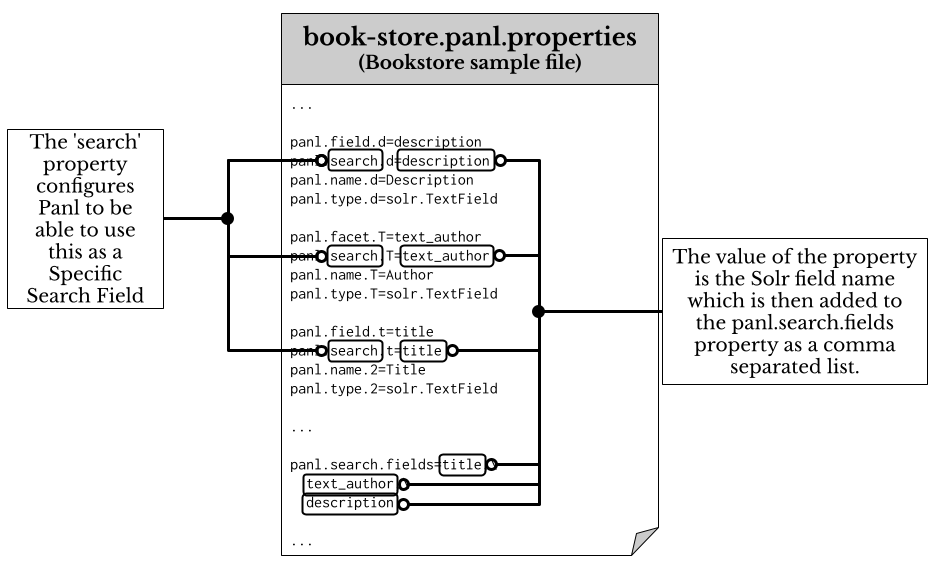 book-store.panl.properties
(Bookstore sample file)
...
panl.field.d=description
panl.search.d=description
panl.name.d=Description
panl.type.d=solr.TextField
panl.facet.T=text_author
panl.search.T=text_author
panl.name.T=Author
panl.type.T=solr.TextField
panl.field.t=title
panl.search.t=title
panl.name.2=Title
panl.type.2=solr.TextField
...
panl.search.fields=title
text_author
description
...
The 'search'
property
configures
Panl to be
able to use
this as a
Specific
Search Field
The value of the property
is the Solr field name
which is then added to
the panl.search.fields
property as a comma
separated list.